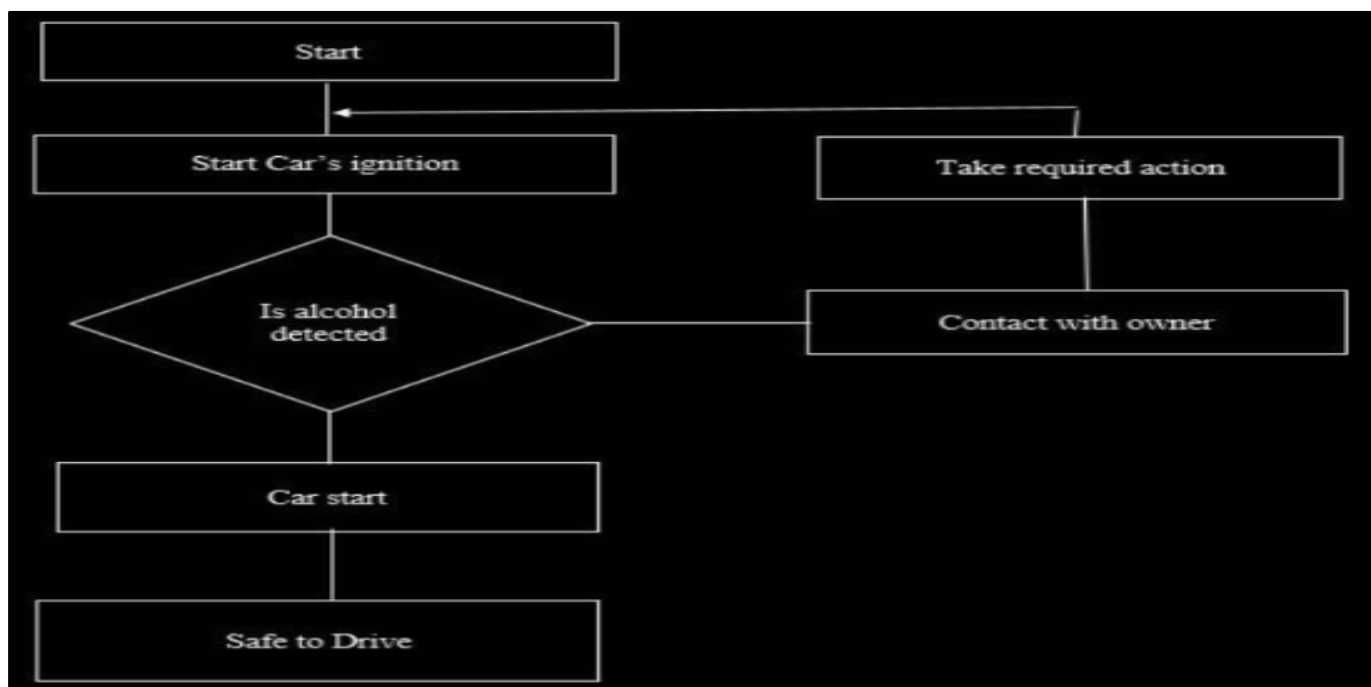 Start
Start Car's ignition
Take required action
Is alcohol
detected
Contact with owner
Car start
Safe to Drive